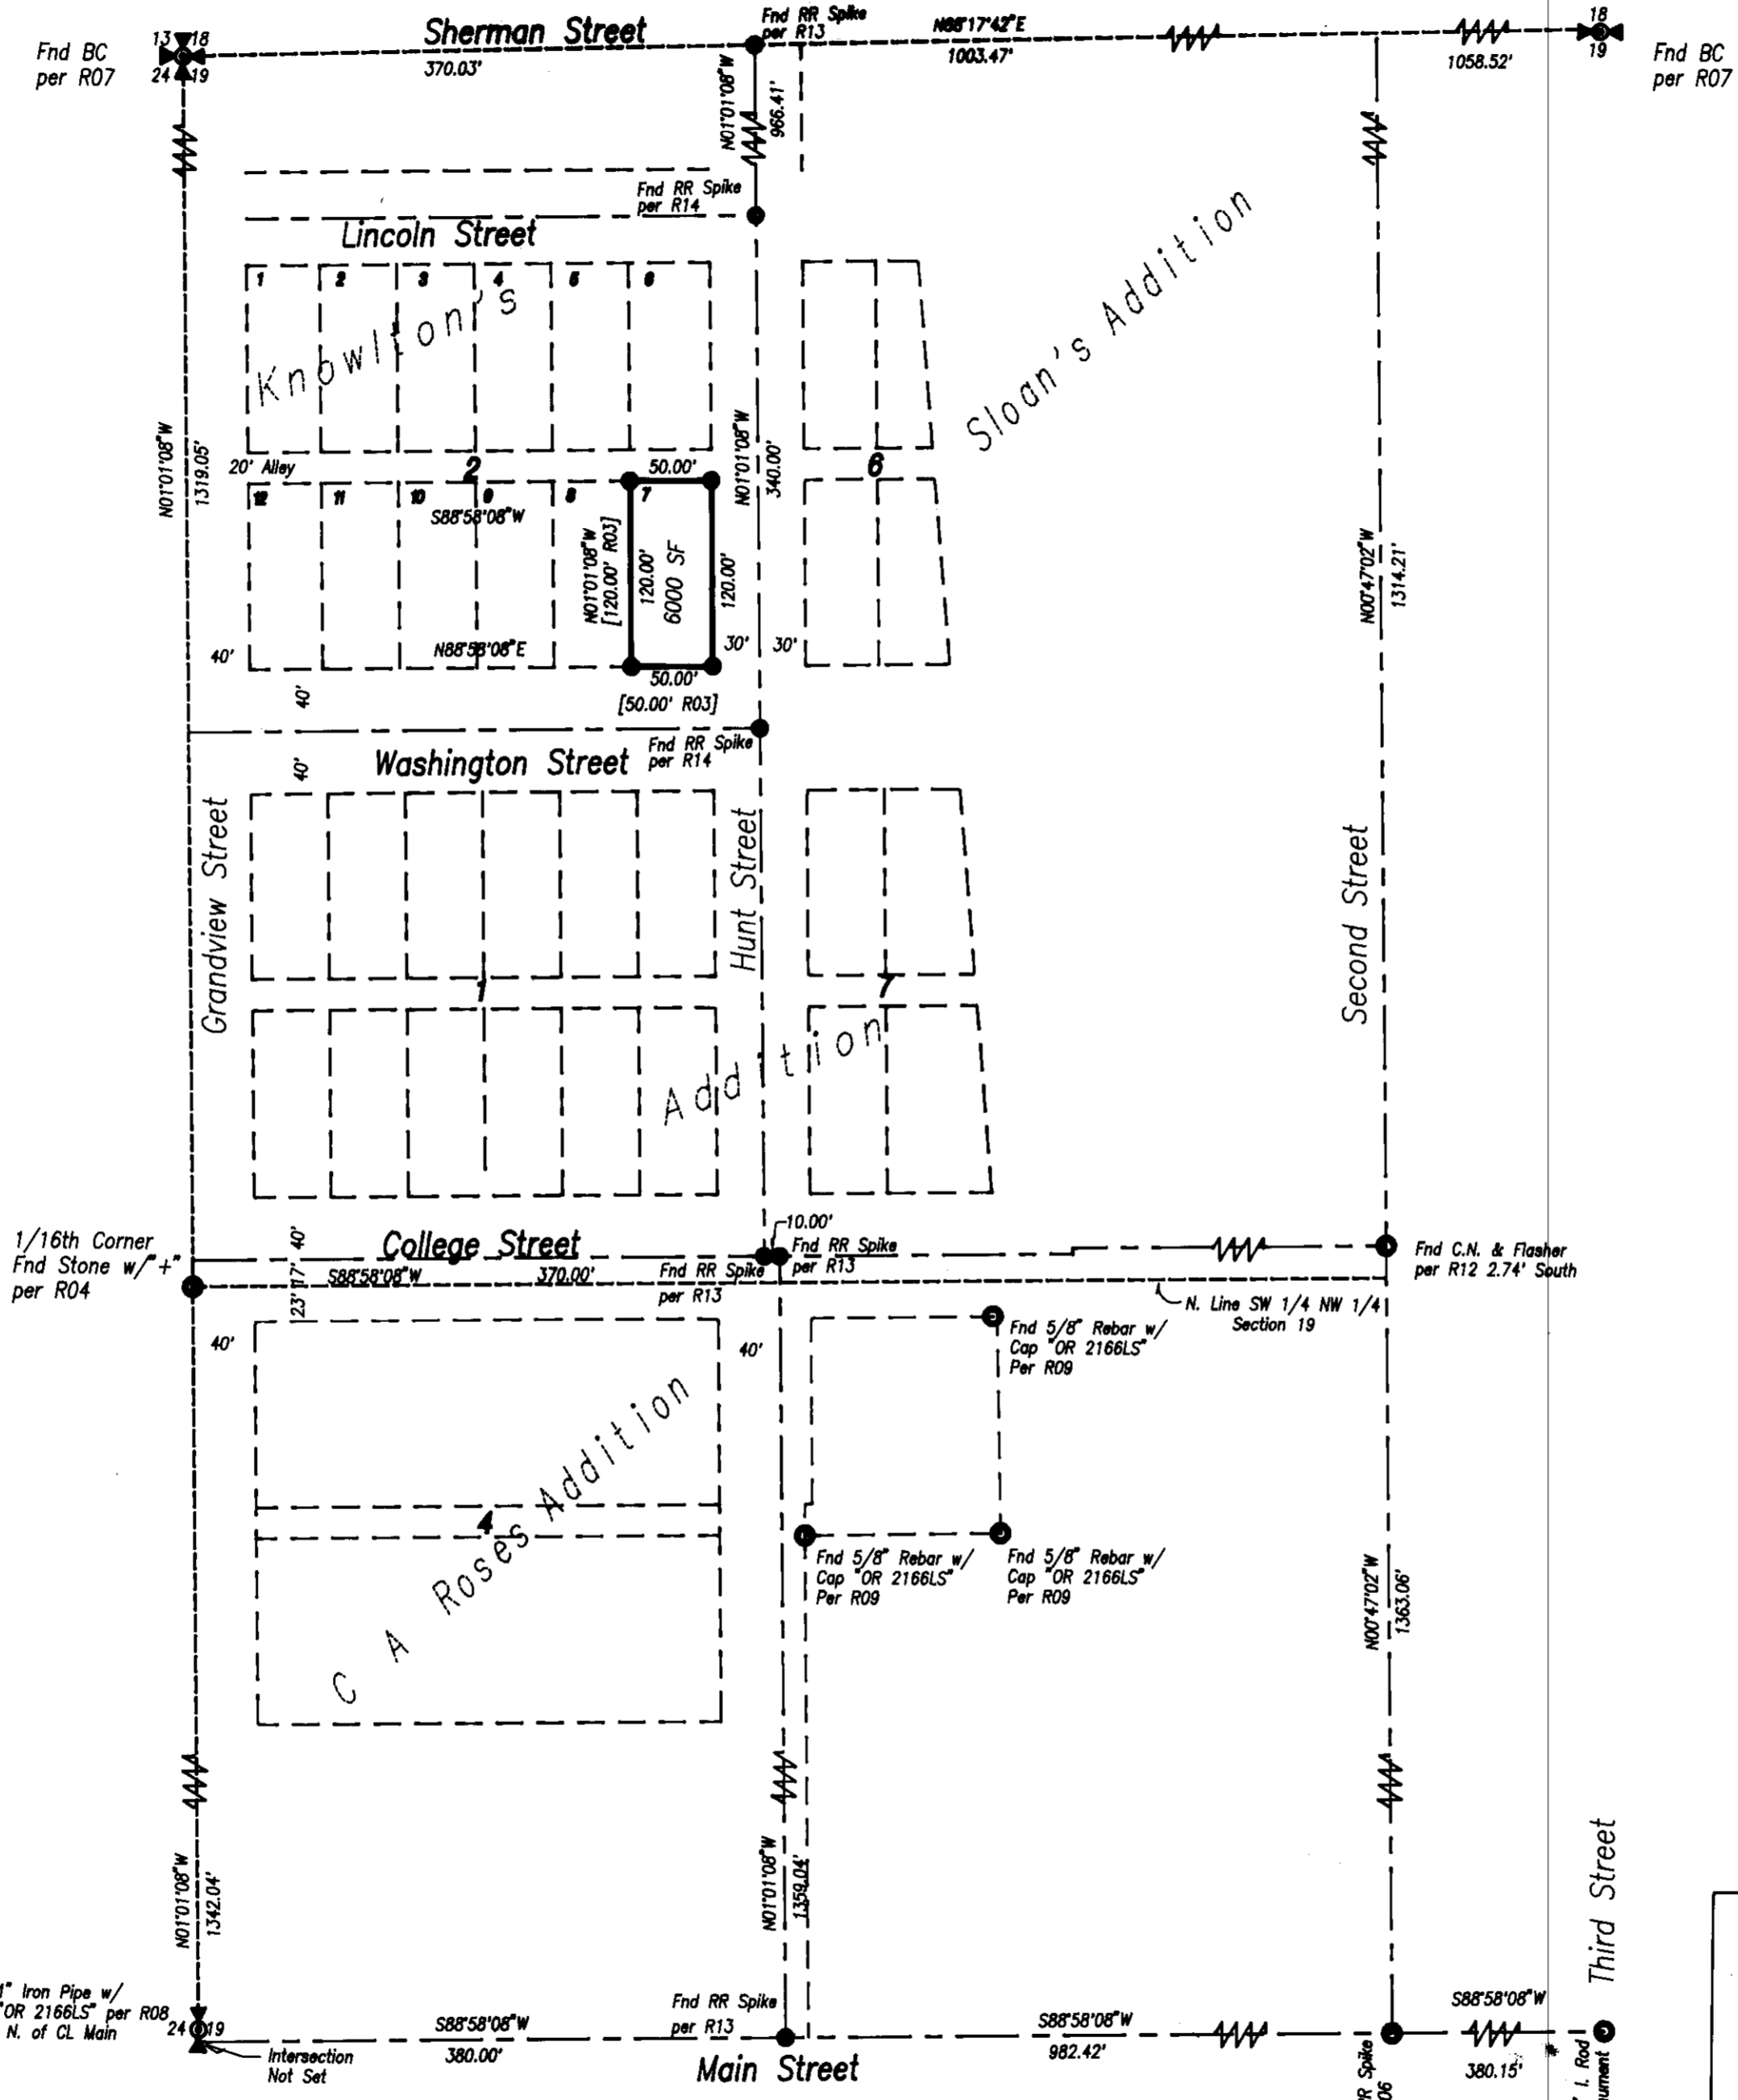 Sherman Street
Fnd RR Spike
per R13
N88°17'42"E
1003.47'
370.03'
1058.52'
13 18
24 19
Fnd BC
per R07
18
19
Fnd BC
per R07
N01°01'08"W
966.41'
Fnd RR Spike
per R14
Lincoln Street
1 2 3 4 5 6
Knowlton's
Sloan's Addition
N01°01'08"W
1319.05'
20' Alley
2
50.00'
N01°01'08"W
340.00'
6
12 11 10 9 8 7
S88°58'08"W
N01°01'08"W
[120.00' R03]
120.00'
6000 SF
120.00'
N00°47'02"W
1314.21'
40'
N88°58'08"E
30' 30'
50.00'
[50.00' R03]
40'
Fnd RR Spike
per R14
Washington Street
40'
Grandview Street
Hunt Street
Second Street
1
7
Addition
1/16th Corner
Fnd Stone w/"+"
per R04
40'
College Street
10.00'
Fnd RR Spike
per R13
S88°58'08"W
370.00'
Fnd RR Spike
per R13
23' 17'
Fnd C.N. & Flasher
per R12 2.74' South
N. Line SW 1/4 NW 1/4
Section 19
40'
40'
Fnd 5/8" Rebar w/
Cap "OR 2166LS"
Per R09
C A Roses Addition
4
Fnd 5/8" Rebar w/
Cap "OR 2166LS"
Per R09
Fnd 5/8" Rebar w/
Cap "OR 2166LS"
Per R09
N00°47'02"W
1363.06'
N01°01'08"W
1342.04'
N01°01'08"W
1359.04'
Third Street
1" Iron Pipe w/
"OR 2166LS" per R08
N. of CL Main
24 19
Intersection
Not Set
S88°58'08"W
380.00'
Fnd RR Spike
per R13
Main Street
S88°58'08"W
982.42'
S88°58'08"W
380.15'
Spike
06
I. Rod